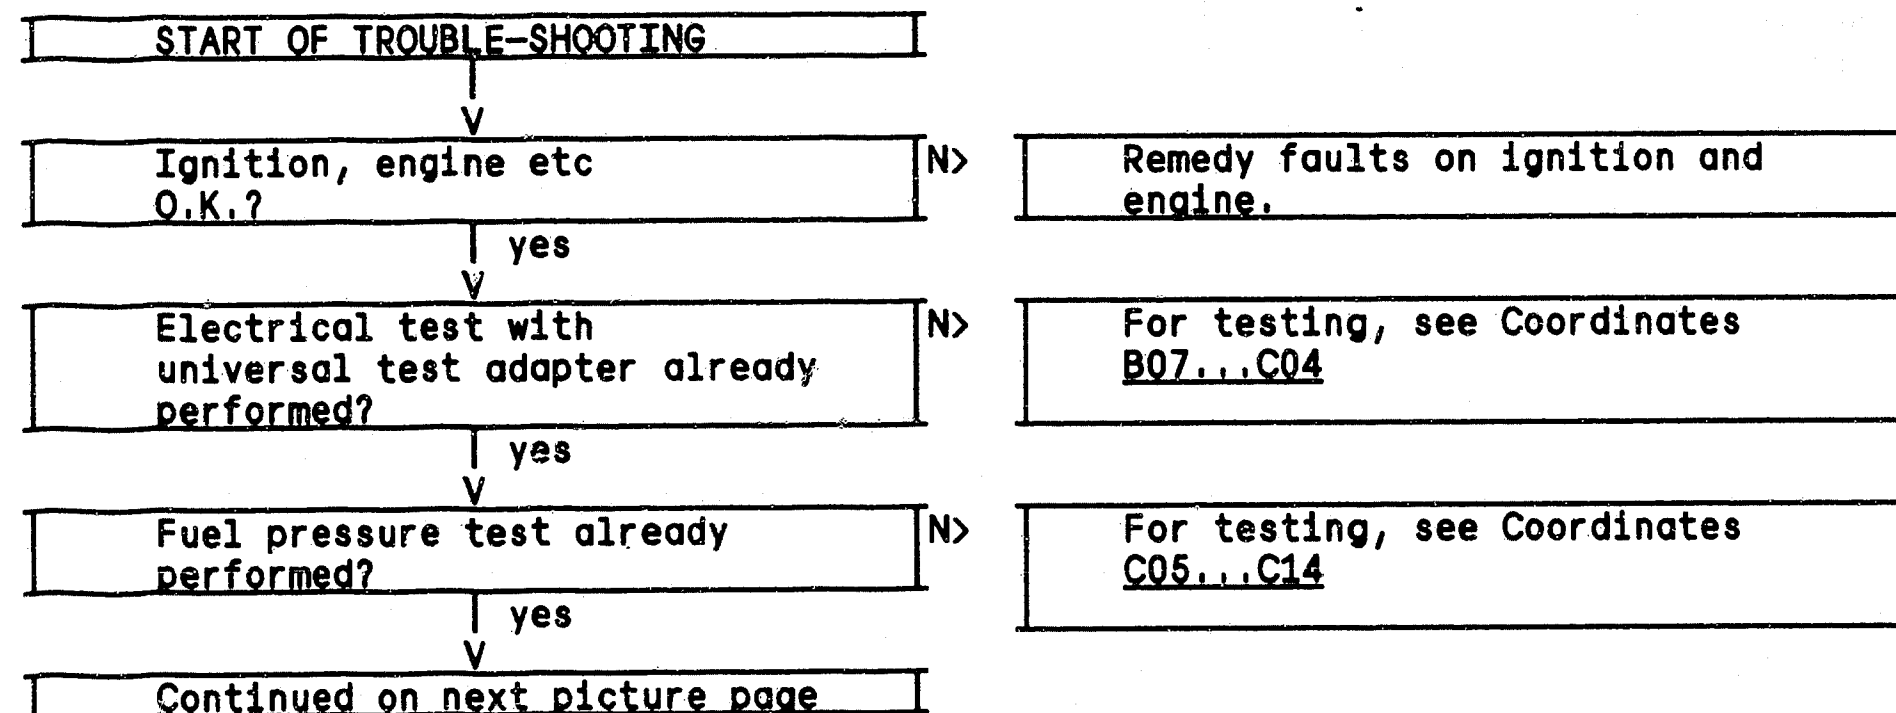 START OF TROUBLE-SHOOTING
V
Ignition, engine etc
O.K.?
N>
Remedy faults on ignition and
engine.
yes
V
Electrical test with
universal test adapter already
performed?
N>
For testing, see Coordinates
B07...C04
yes
V
Fuel pressure test already
performed?
N>
For testing, see Coordinates
C05...C14
yes
V
Continued on next picture page